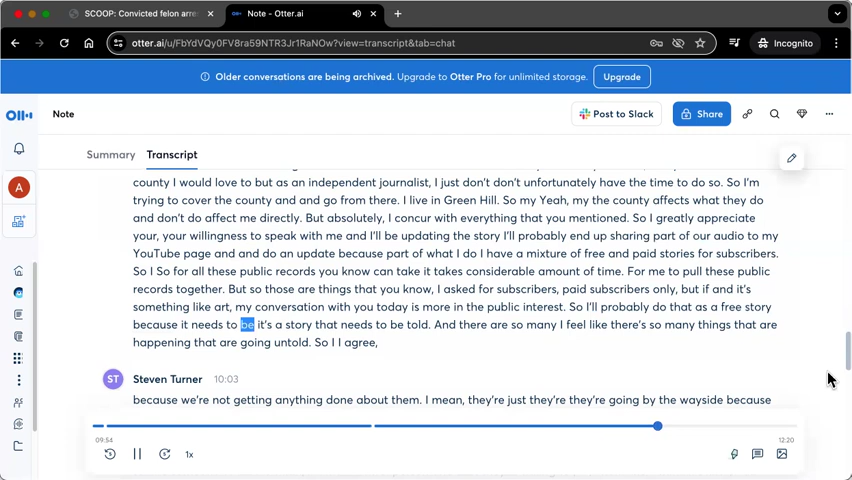 SCOOP: Convicted felon arre
Note - Otter.ai
otter.ai/u/FbYdVQy0FV8ra59NTR3Jr1RaNOw?view=transcript&tab=chat
Incognito
Older conversations are being archived. Upgrade to Otter Pro for unlimited storage.
Upgrade
Note
Post to Slack
Share
A
Summary
Transcript
county I would love to but as an independent journalist, I just don't don't unfortunately have the time to do so. So I'm
trying to cover the county and and go from there. I live in Green Hill. So my Yeah, my the county affects what they do
and don't do affect me directly. But absolutely, I concur with everything that you mentioned. So I greatly appreciate
your, your willingness to speak with me and I'll be updating the story I'll probably end up sharing part of our audio to my
YouTube page and and do an update because part of what I do I have a mixture of free and paid stories for subscribers.
So I So for all these public records you know can take it takes considerable amount of time. For me to pull these public
records together. But so those are things that you know, I asked for subscribers, paid subscribers only, but if and it's
something like art, my conversation with you today is more in the public interest. So I'll probably do that as a free story
because it needs to be it's a story that needs to be told. And there are so many I feel like there's so many things that are
happening that are going untold. So I I agree,
ST
Steven Turner 10:03
because we're not getting anything done about them. I mean, they're just they're they're going by the wayside because
09:54
12:20
5
5
1x